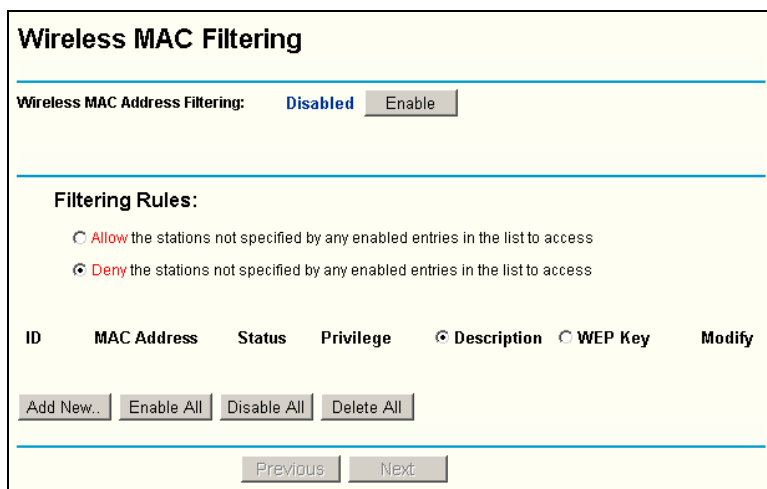 Wireless MAC Filtering
Wireless MAC Address Filtering: Disabled Enable
Filtering Rules:
Allow the stations not specified by any enabled entries in the list to access
Deny the stations not specified by any enabled entries in the list to access
ID MAC Address Status Privilege Description WEP Key Modify
Add New.. Enable All Disable All Delete All
Previous Next